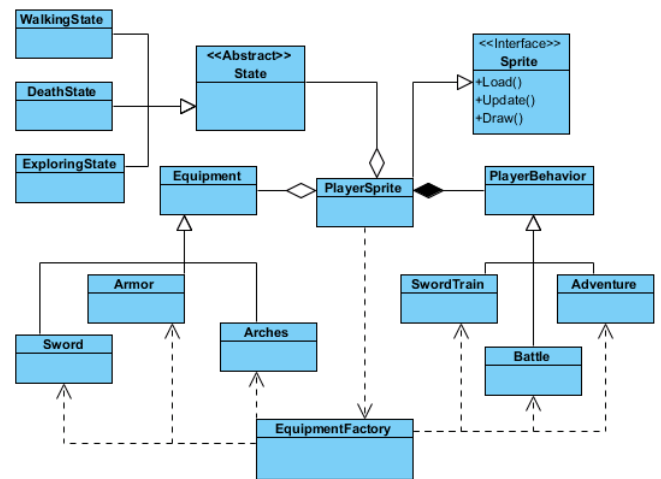 WalkingState
<<Abstract>>
State
<<Interface>>
Sprite
+Load()
+Update()
+Draw()
DeathState
ExploringState
Equipment
PlayerSprite
PlayerBehavior
Armor
SwordTrain
Adventure
Sword
Arches
Battle
EquipmentFactory